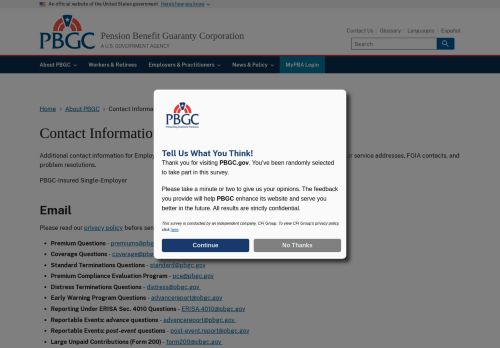 An official website of the United States government Here's how you know
PBGC
Pension Benefit Guaranty Corporation
A U.S. GOVERNMENT AGENCY
Contact Us Glossary Languages Español
Search
About PBGC Workers & Retirees Employers & Practitioners News & Policy MyPBA Login
Home > About PBGC > Contact Informa
Contact Information
Additional contact information for Employ
or service addresses, FOIA contacts, and
problem resolutions.
PBGC-Insured Single-Employer
Email
Please read our privacy policy before sen
• Premium Questions - premiums@p
• Coverage Questions - coverage@pb
• Standard Terminations Questions - standard@pbgc.gov
• Premium Compliance Evaluation Program - pce@pbgc.gov
• Distress Terminations Questions - distress@pbgc.gov
• Early Warning Program Questions - advancereport@pbgc.gov
• Reporting Under ERISA Sec. 4010 Questions - ERISA.4010@pbgc.gov
• Reportable Events: advance questions - advancereport@pbgc.gov
• Reportable Events: post-event questions - post-event.report@pbgc.gov
• Large Unpaid Contributions (Form 200) - form200@pbgc.gov
PBGC
Protecting America's Pensions
Tell Us What You Think!
Thank you for visiting PBGC.gov. You've been randomly selected
to take part in this survey.
Please take a minute or two to give us your opinions. The feedback
you provide will help PBGC enhance its website and serve you
better in the future. All results are strictly confidential.
This survey is conducted by an independent company, CFI Group. To view CFI Group's privacy policy
click here.
Continue No Thanks